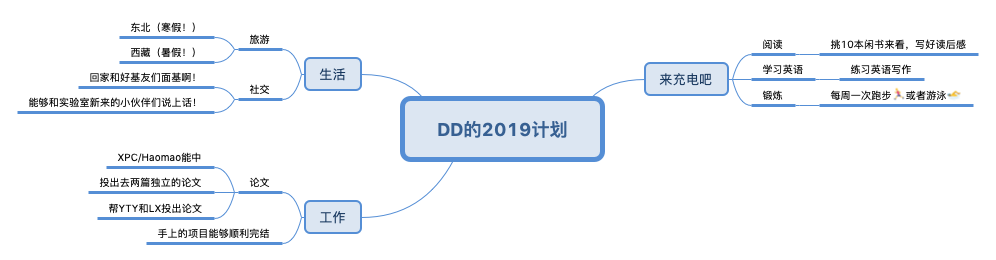 DD的2019计划
生活
旅游
东北（寒假！）
西藏（暑假！）
社交
回家和好基友们面基啊！
能够和实验室新来的小伙伴们说上话！
工作
论文
XPC/Haomao能中
投出去两篇独立的论文
帮YTY和LX投出论文
手上的项目能够顺利完结
来充电吧
阅读
挑10本闲书来看，写好读后感
学习英语
练习英语写作
锻炼
每周一次跑步🏃或者游泳